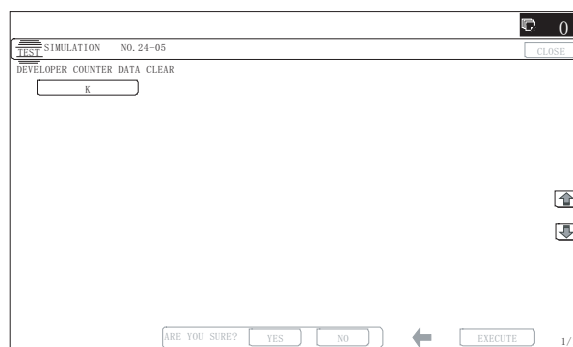 0
TEST SIMULATION NO.24-05 CLOSE
DEVELOPER COUNTER DATA CLEAR
K
ARE YOU SURE? YES NO EXECUTE 1/